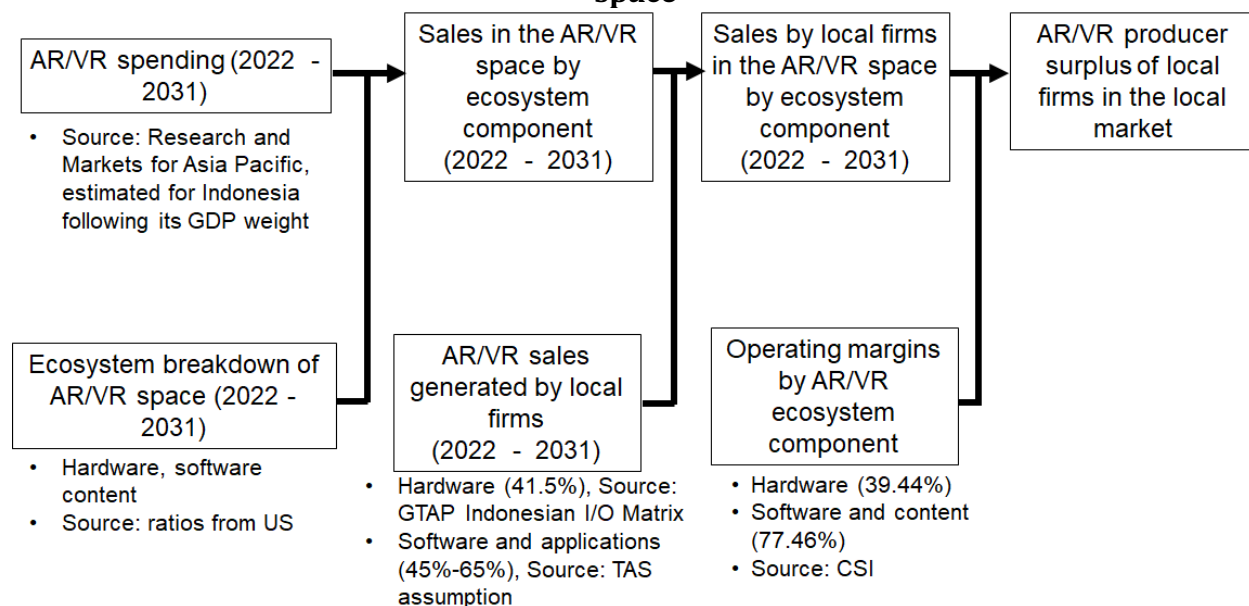 space
AR/VR spending (2022 -
2031)
• Source: Research and
Markets for Asia Pacific,
estimated for Indonesia
following its GDP weight
Sales in the AR/VR
space by
ecosystem
component
(2022 - 2031)
Sales by local firms
in the AR/VR space
by ecosystem
component
(2022 - 2031)
AR/VR producer
surplus of local
firms in the local
market
Ecosystem breakdown of
AR/VR space (2022 -
2031)
• Hardware, software
content
• Source: ratios from US
AR/VR sales
generated by local
firms
(2022 - 2031)
• Hardware (41.5%), Source:
GTAP Indonesian I/O Matrix
• Software and applications
(45%-65%), Source: TAS
assumption
Operating margins
by AR/VR
ecosystem
component
• Hardware (39.44%)
• Software and content
(77.46%)
• Source: CSI